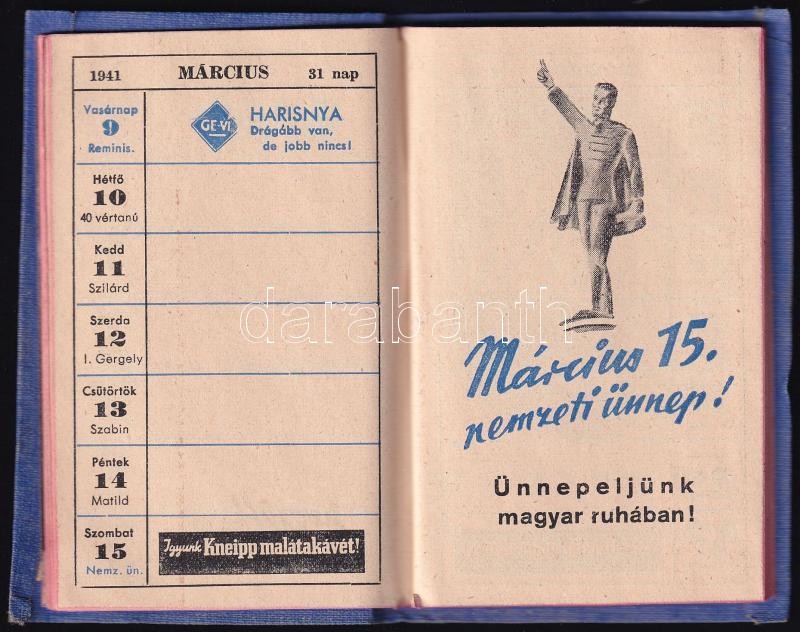 1941 MÁRCIUS 31 nap
Vasárnap
9
Reminis.
GE-VI
HARISNYA
Drágább van,
de jobb nincs!
Hétfő
10
40 vértanú
Kedd
11
Szilárd
Szerda
12
I. Gergely
Csütörtök
13
Szabin
Péntek
14
Matild
Szombat
15
Nemz. ün.
Igyunk Kneipp malátakávét!
darabanth
Március 15.
nemzeti ünnep!
Ünnepeljünk
magyar ruhában!